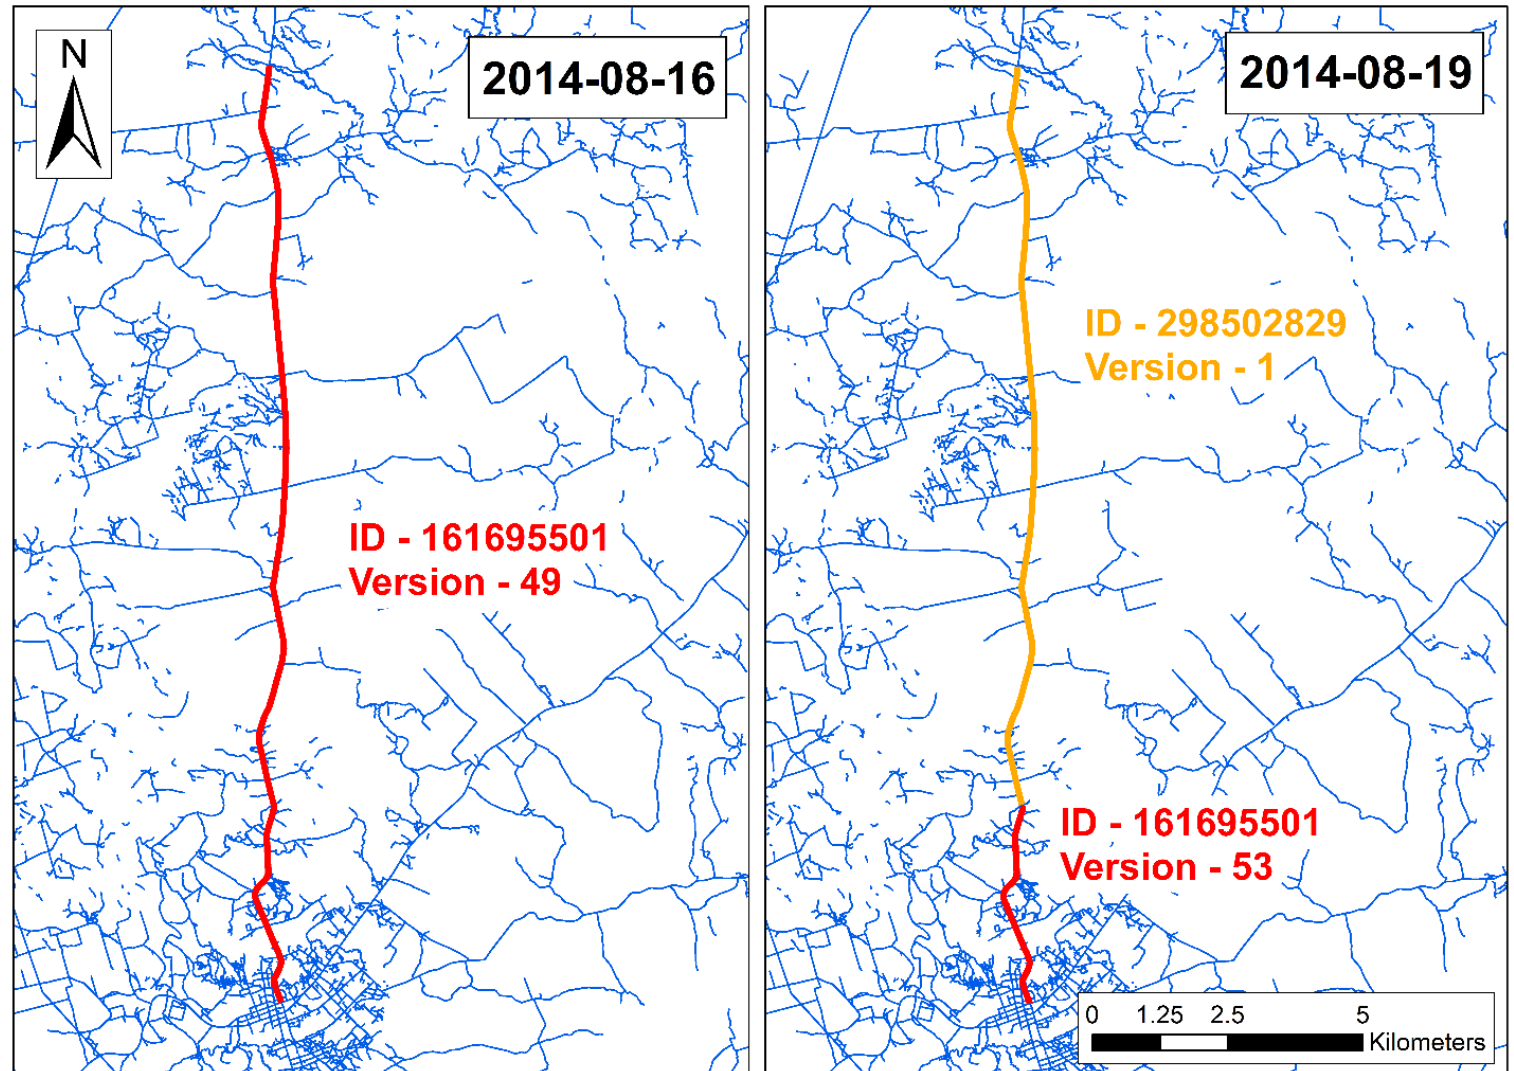 N
2014-08-16
ID - 161695501
Version - 49
2014-08-19
ID - 298502829
Version - 1
ID - 161695501
Version - 53
0 1.25 2.5 5
Kilometers